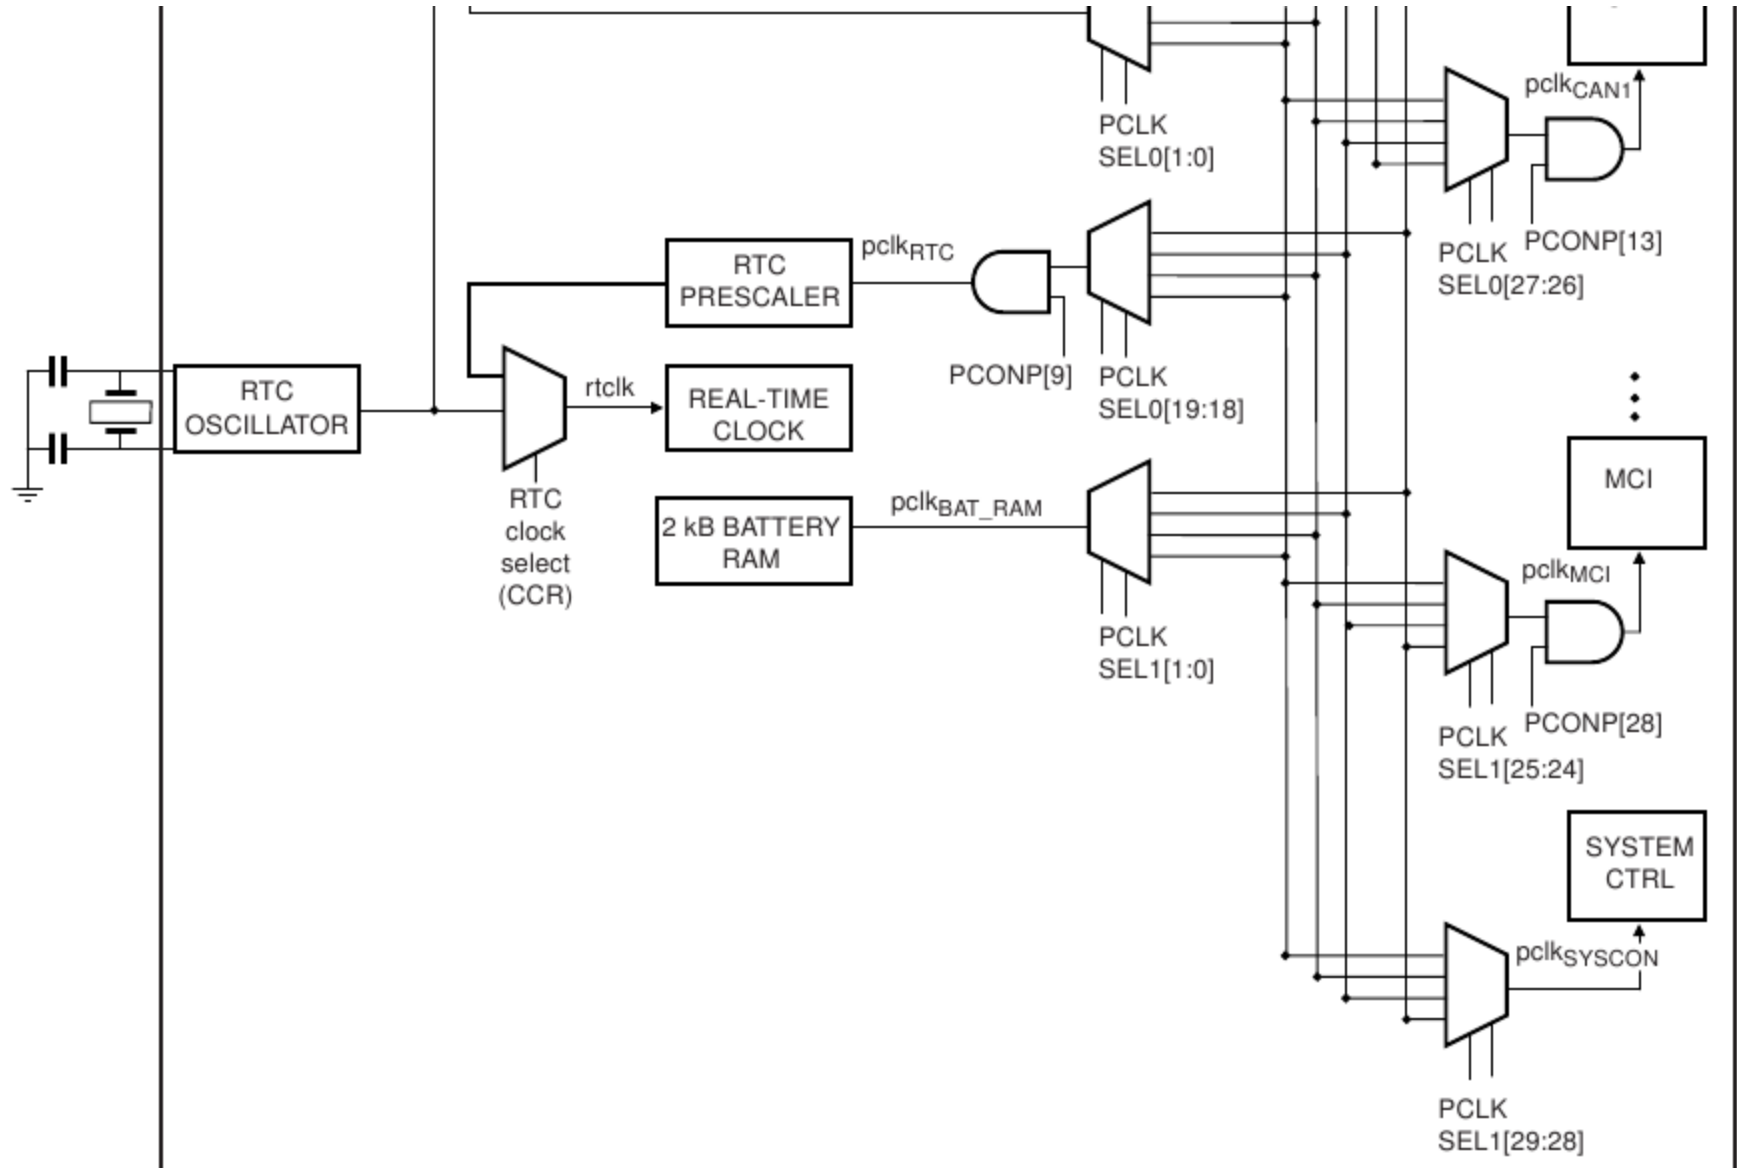 pclkCAN1
PCLK
SEL0[1:0]
PCONP[13]
PCLK
SEL0[27:26]
pclkRTC
RTC
PRESCALER
PCONP[9]
PCLK
SEL0[19:18]
RTC
OSCILLATOR
rtclk
REAL-TIME
CLOCK
RTC
clock
select
(CCR)
2 kB BATTERY
RAM
pclkBAT_RAM
PCLK
SEL1[1:0]
MCI
pclkMCI
PCONP[28]
PCLK
SEL1[25:24]
SYSTEM
CTRL
pclkSYSCON
PCLK
SEL1[29:28]